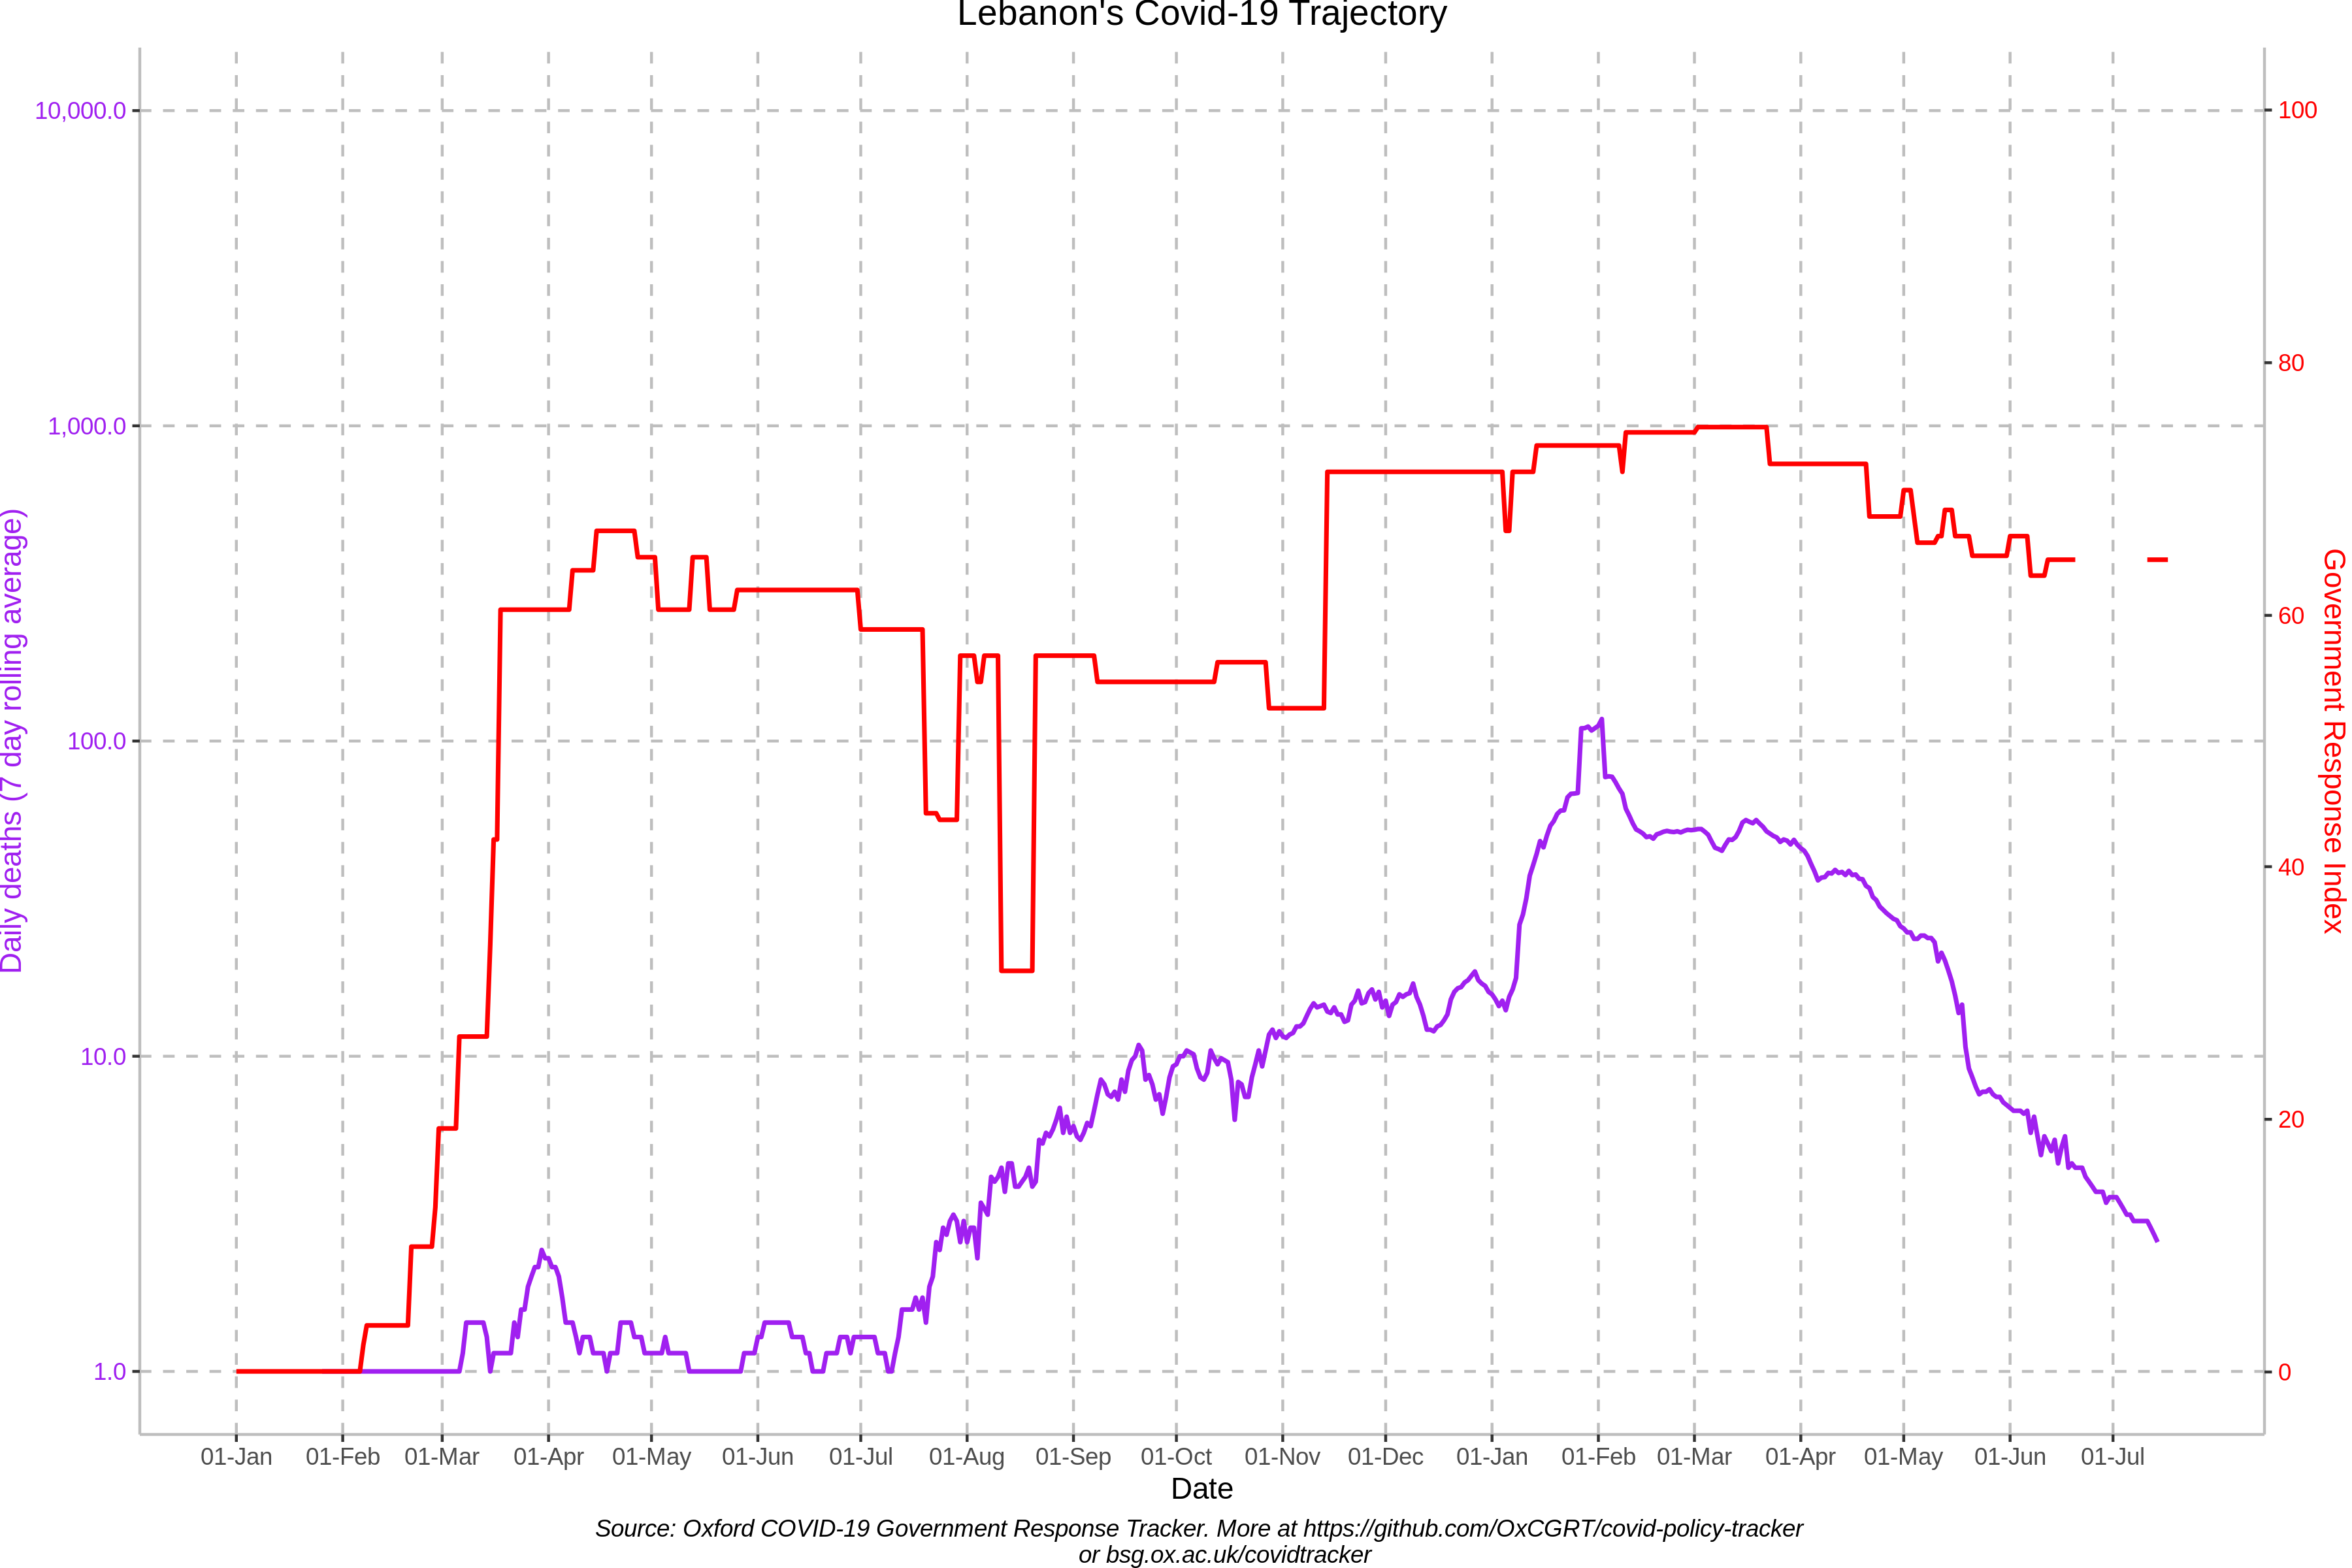 Lebanon's Covid-19 Trajectory
10,000.0
1,000.0
100.0
10.0
1.0
Daily deaths (7 day rolling average)
100
80
60
40
20
0
Government Response Index
01-Jan 01-Feb 01-Mar 01-Apr 01-May 01-Jun 01-Jul 01-Aug 01-Sep 01-Oct 01-Nov 01-Dec 01-Jan 01-Feb 01-Mar 01-Apr 01-May 01-Jun 01-Jul
Date
Source: Oxford COVID-19 Government Response Tracker. More at https://github.com/OxCGRT/covid-policy-tracker
or bsg.ox.ac.uk/covidtracker